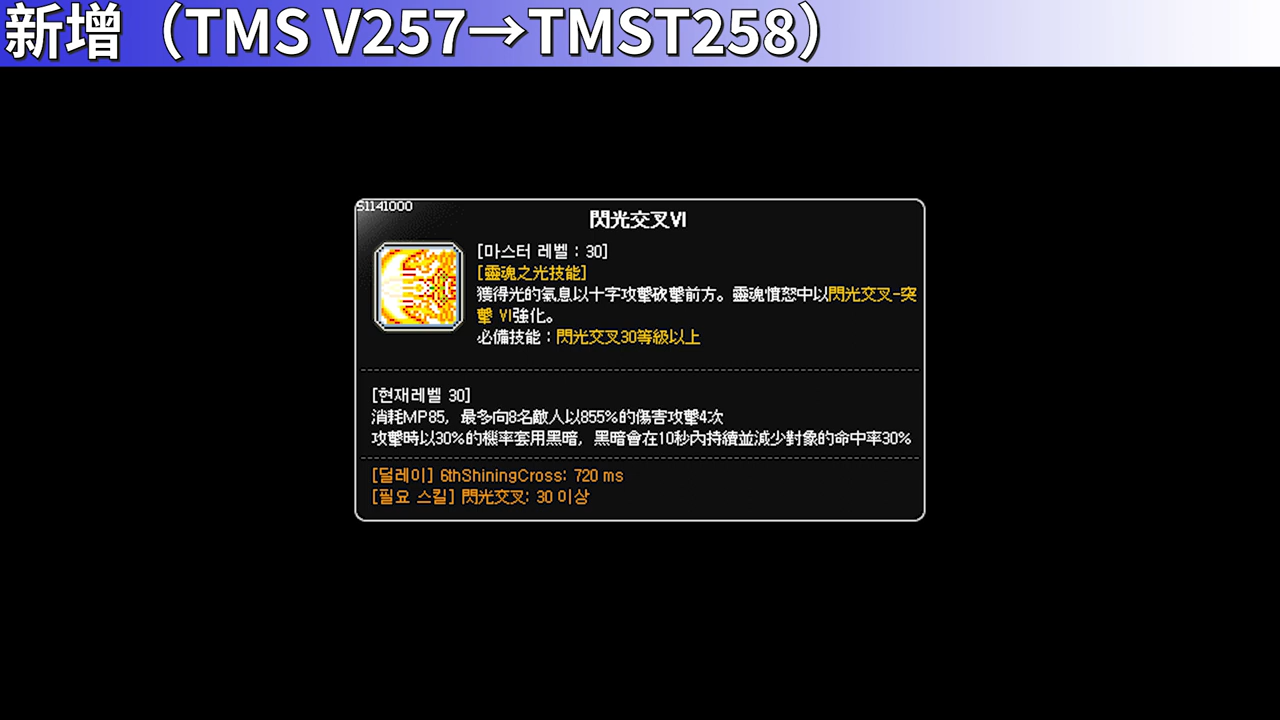 新增（TMS V257→TMST258）
51141000
閃光交叉VI
[마스터 레벨 : 30]
[靈魂之光技能]
獲得光的氣息以十字攻擊砍擊前方。靈魂憤怒中以閃光交叉-突
擊 VI強化。
必備技能：閃光交叉30等級以上
[현재레벨 30]
消耗MP85，最多向8名敵人以855%的傷害攻擊4次
攻擊時以30%的機率套用黑暗，黑暗會在10秒內持續並減少對象的命中率30%
[딜레이] 6thShiningCross: 720 ms
[필요 스킬] 閃光交叉: 30 이상